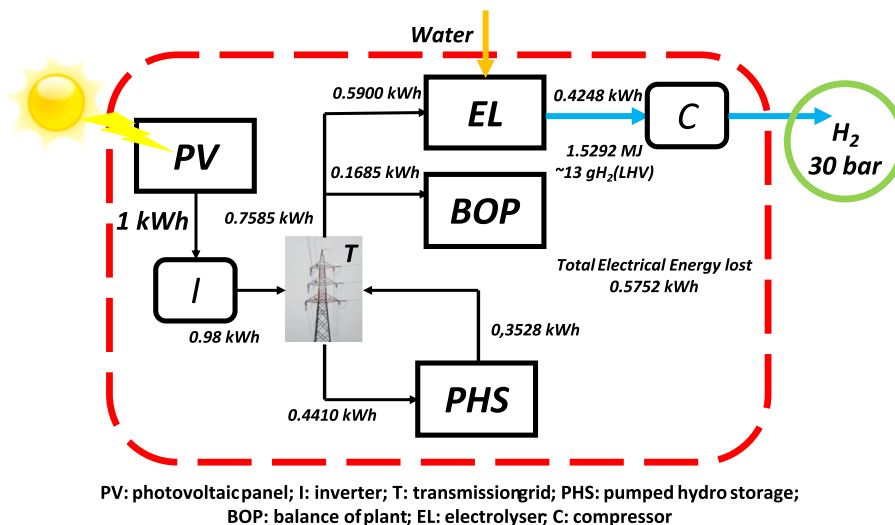 Water
0.5900 kWh
EL
0.4248 kWh
C
H2
30 bar
PV
1.5292 MJ
~13 gH2(LHV)
0.1685 kWh
BOP
1 kWh
0.7585 kWh
T
I
Total Electrical Energy lost
0.5752 kWh
0.98 kWh
0,3528 kWh
PHS
0.4410 kWh
PV: photovoltaic panel; I: inverter; T: transmission grid; PHS: pumped hydro storage;
BOP: balance of plant; EL: electrolyser; C: compressor